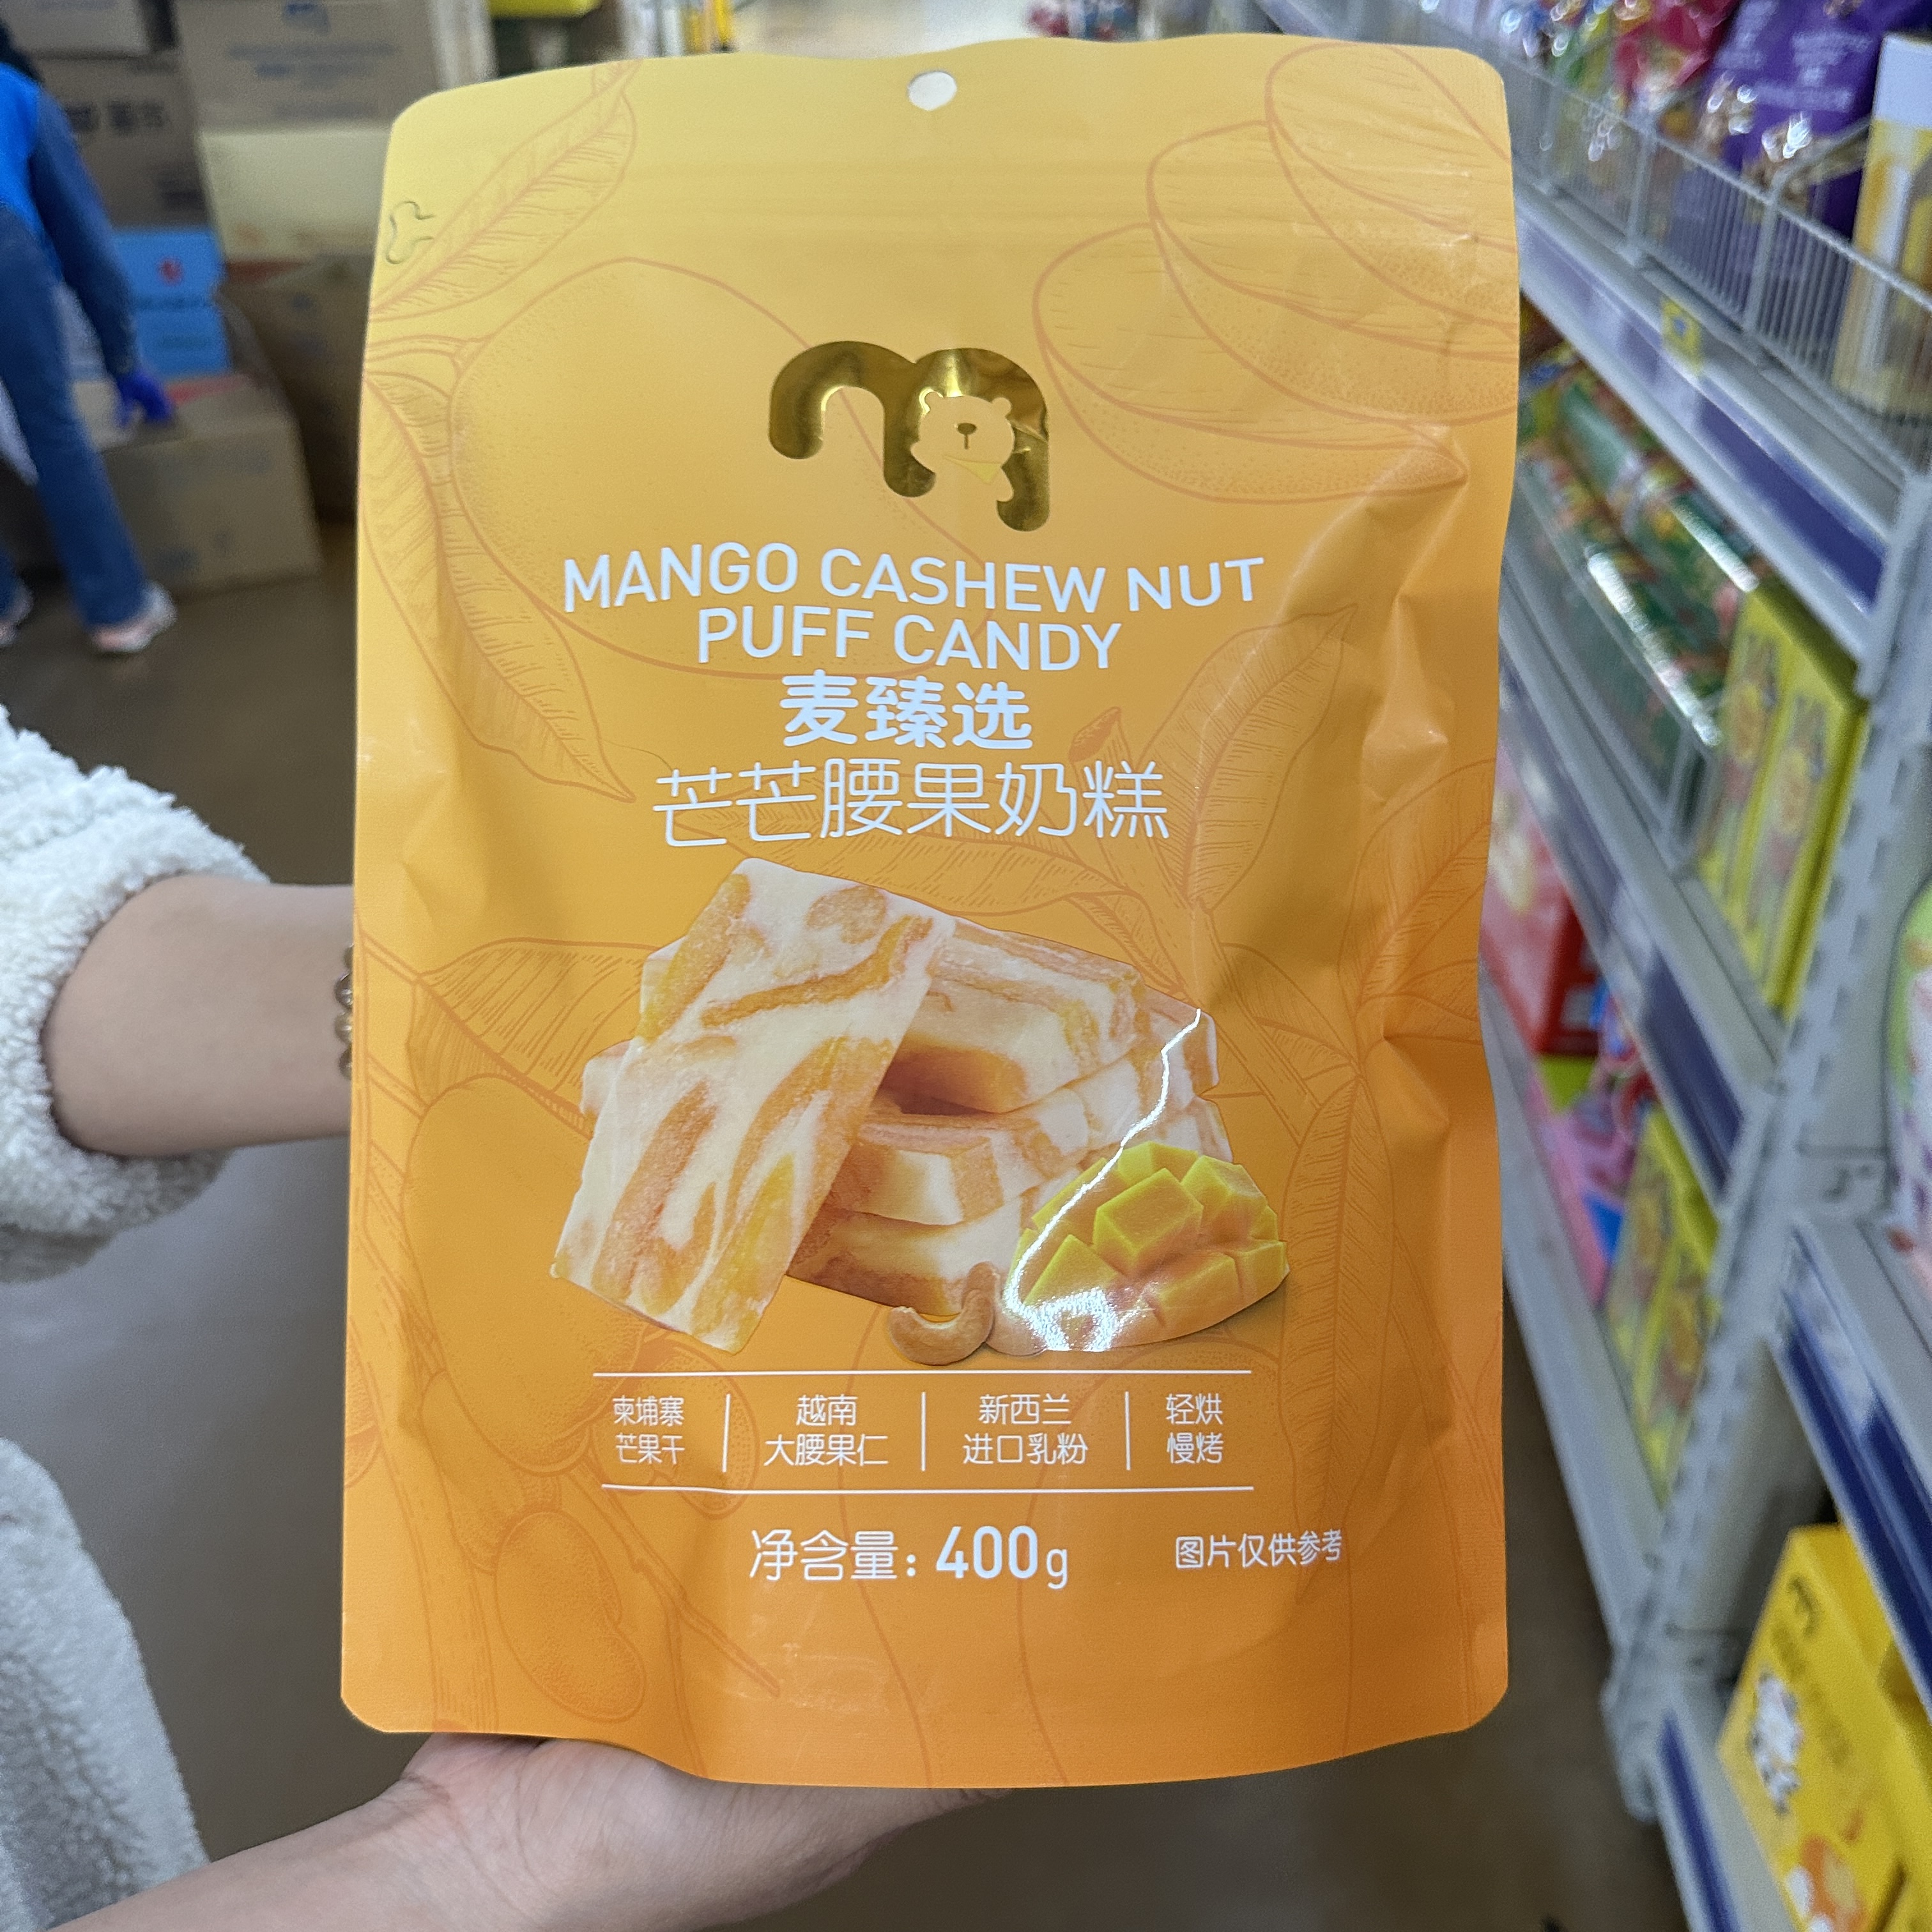 MANGO CASHEW NUT
PUFF CANDY
麦臻选
芒芒腰果奶糕
柬埔寨
芒果干
越南
大腰果仁
新西兰
进口乳粉
轻烘
慢烤
净含量：400g
图片仅供参考